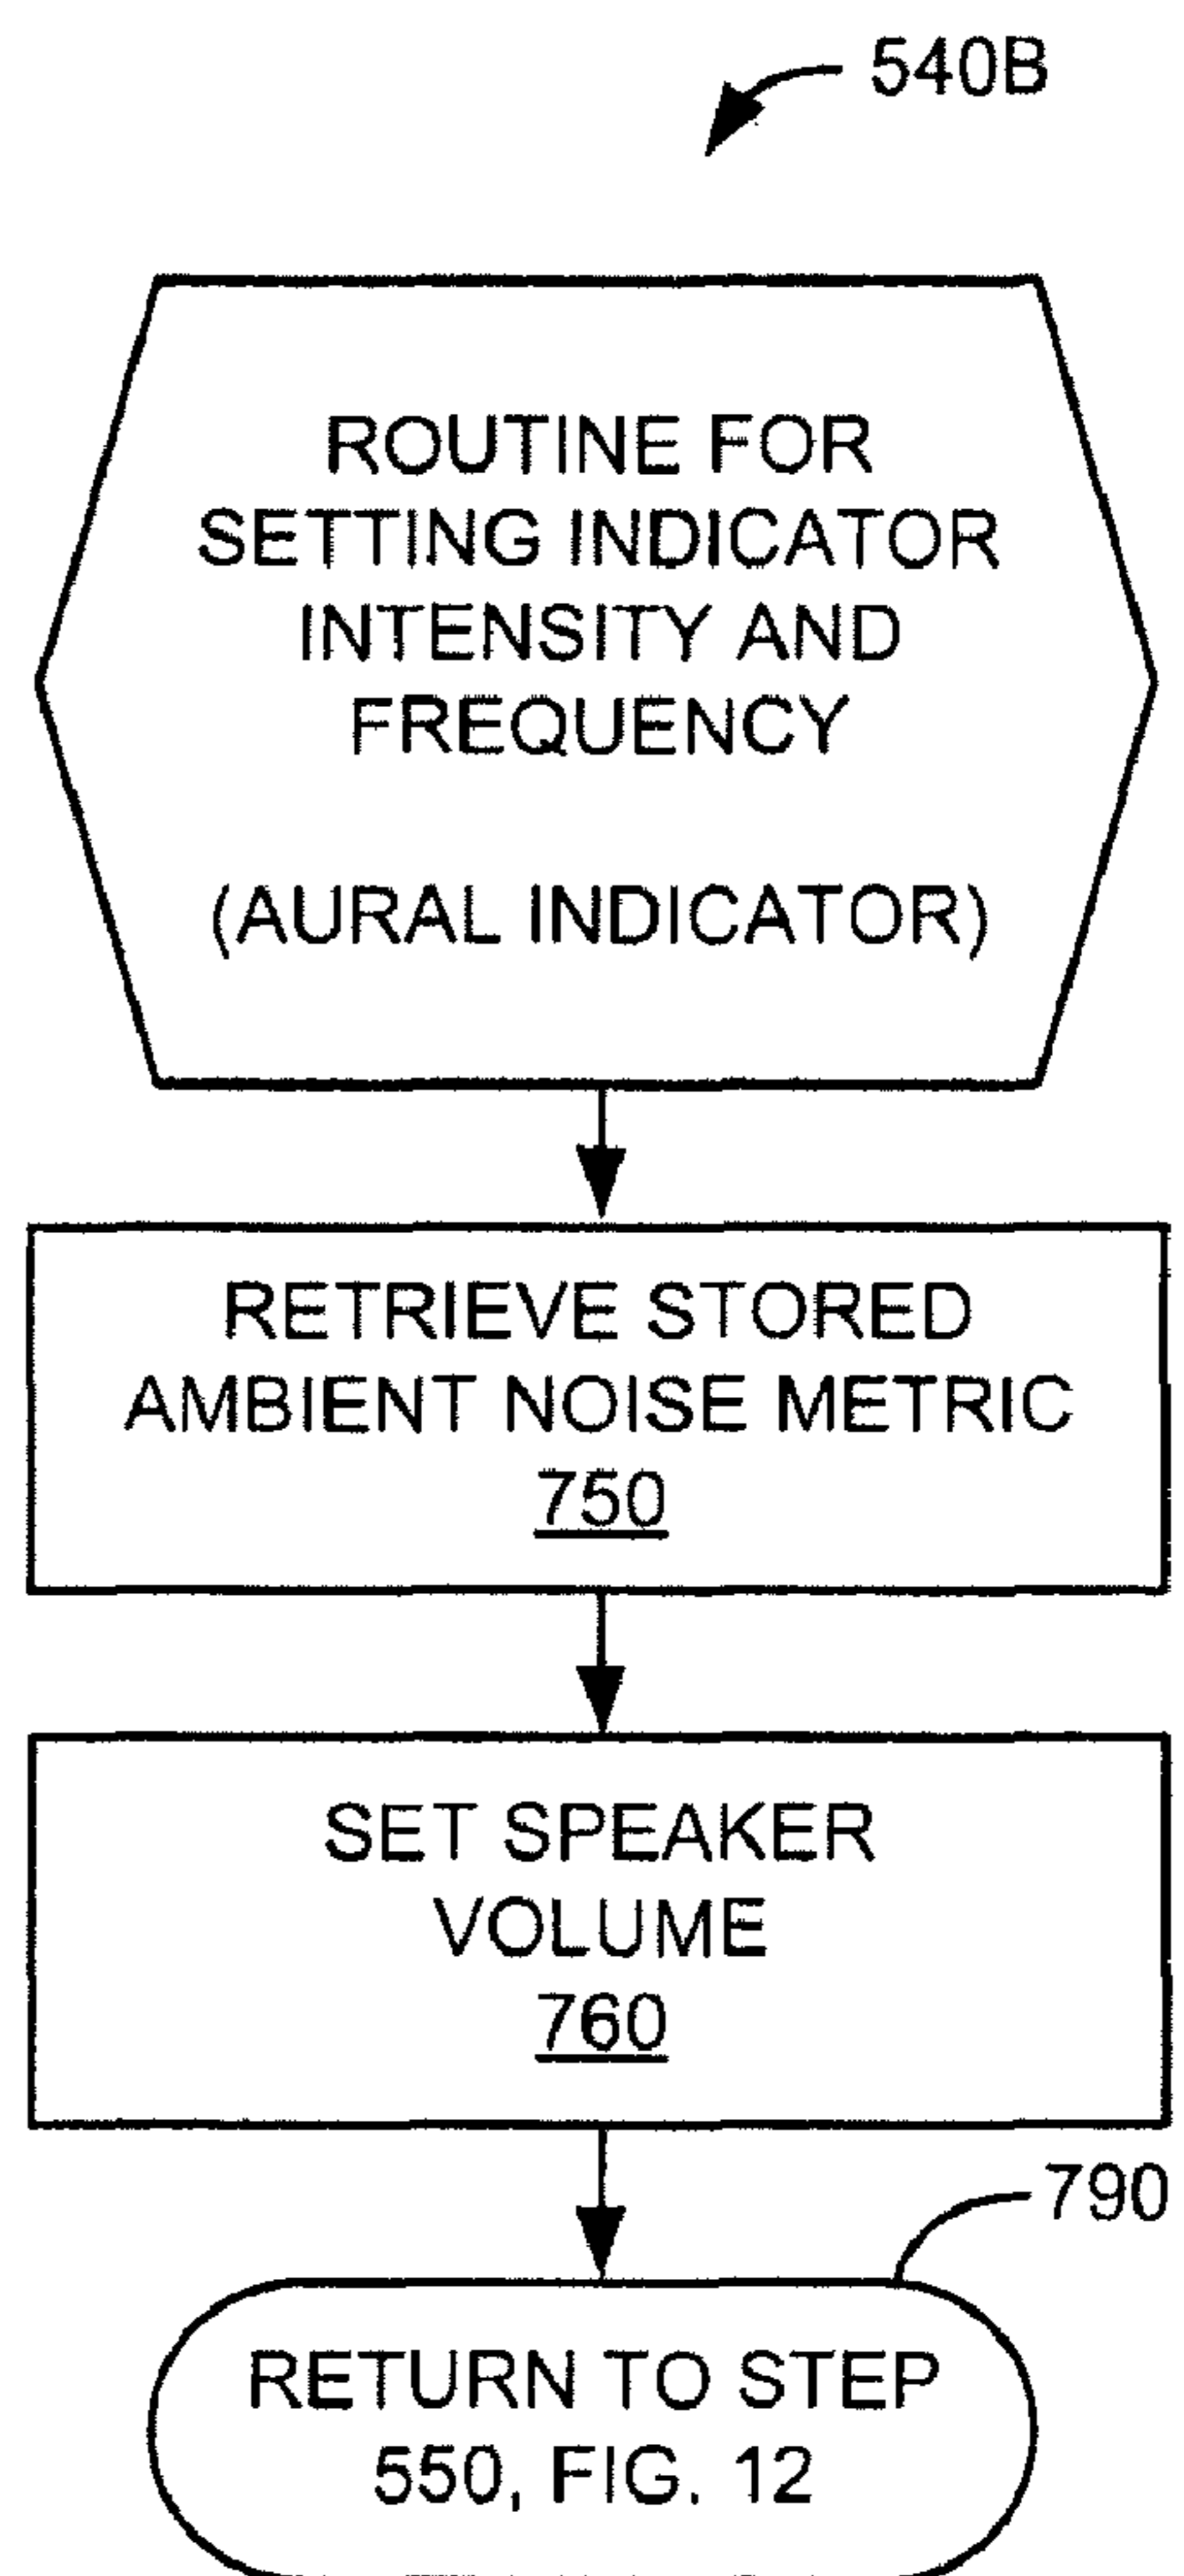 540B
ROUTINE FOR
SETTING INDICATOR
INTENSITY AND
FREQUENCY
(AURAL INDICATOR)
RETRIEVE STORED
AMBIENT NOISE METRIC
750
SET SPEAKER
VOLUME
760
790
RETURN TO STEP
550, FIG. 12